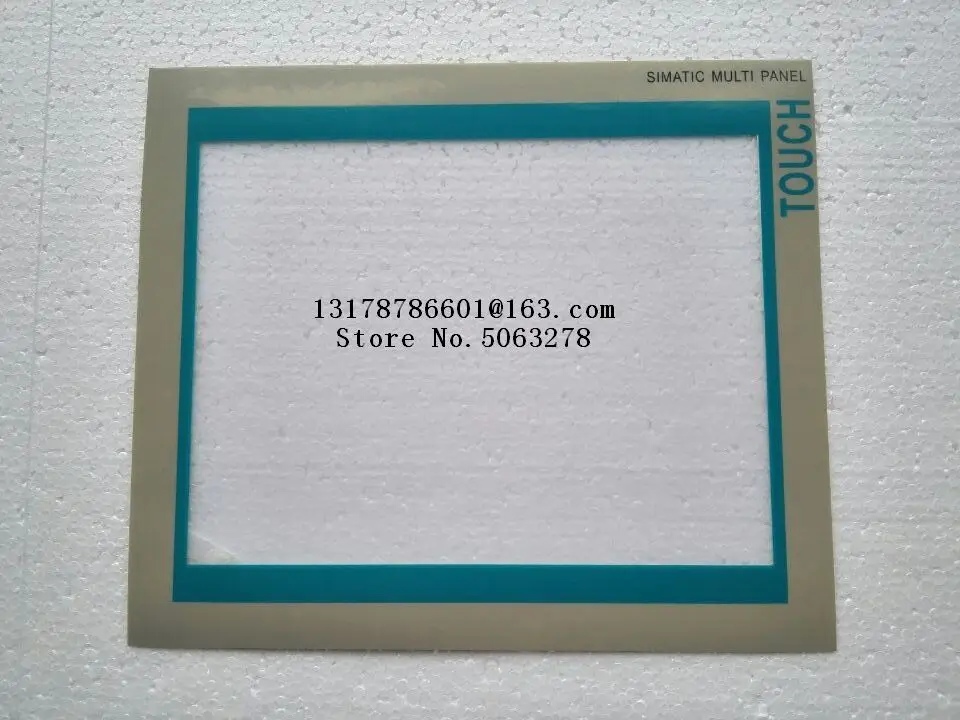 SIMATIC MULTI PANEL
TOUCH
13178786601@163.com
Store No.5063278